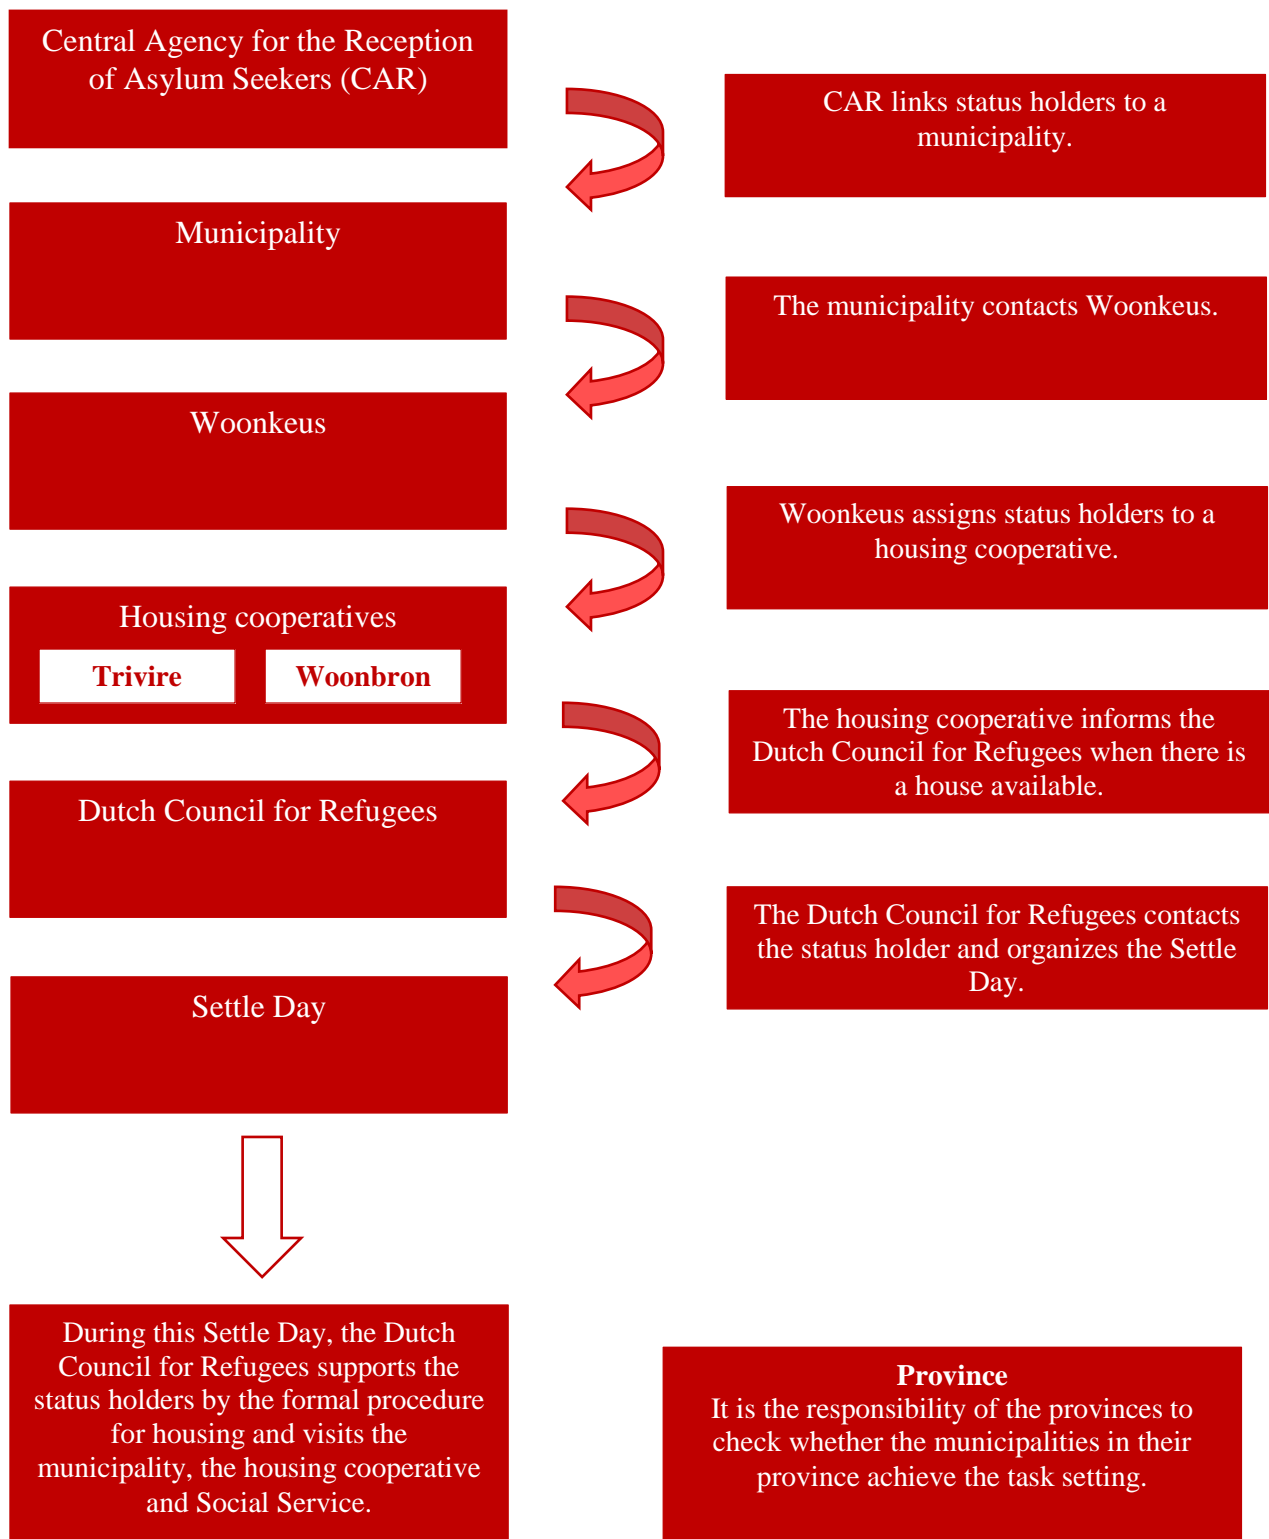 Central Agency for the Reception
of Asylum Seekers (CAR)
CAR links status holders to a
municipality.
Municipality
The municipality contacts Woonkeus.
Woonkeus
Woonkeus assigns status holders to a
housing cooperative.
Housing cooperatives
Trivire
Woonbron
The housing cooperative informs the
Dutch Council for Refugees when there is
a house available.
Dutch Council for Refugees
The Dutch Council for Refugees contacts
the status holder and organizes the Settle
Day.
Settle Day
During this Settle Day, the Dutch
Council for Refugees supports the
status holders by the formal procedure
for housing and visits the
municipality, the housing cooperative
and Social Service.
Province
It is the responsibility of the provinces to
check whether the municipalities in their
province achieve the task setting.